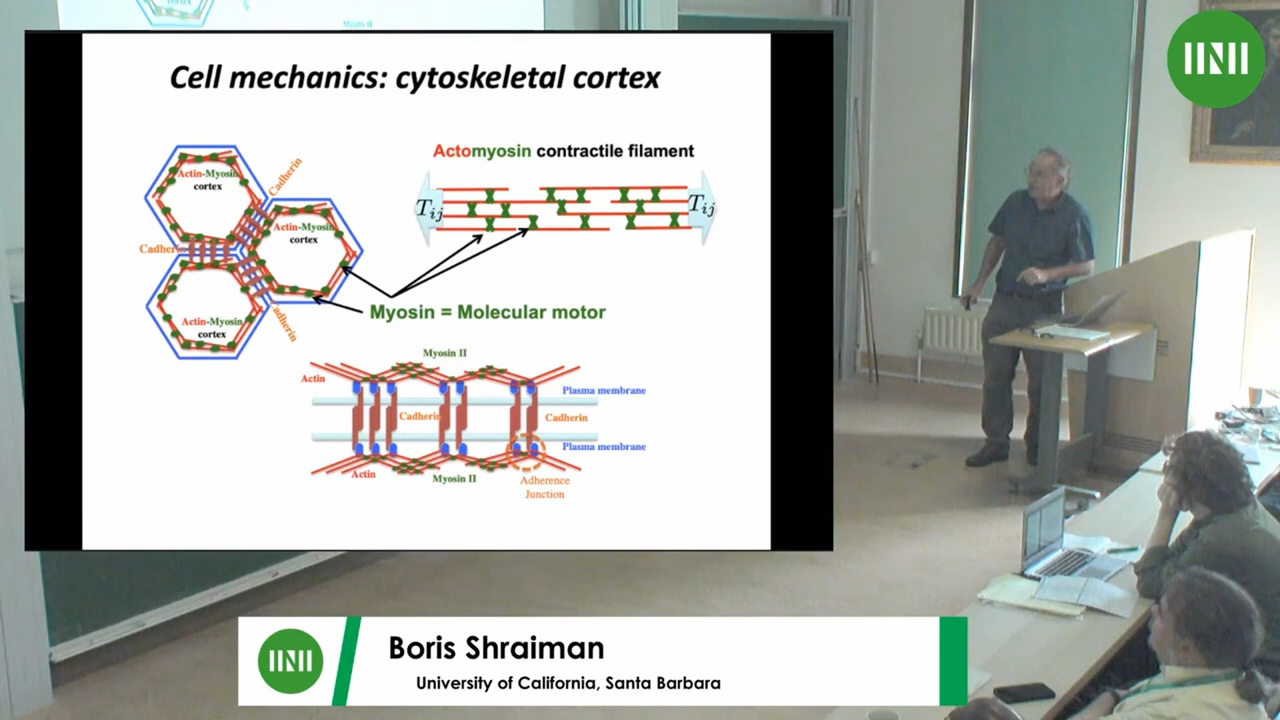 Myosin II
Cell mechanics: cytoskeletal cortex
Actin-Myosin
cortex
Cadherin
Actin-Myosin
cortex
Cadherin
Actin-Myosin
cortex
Cadherin
Actomyosin contractile filament
Tij
Tij
Myosin = Molecular motor
Myosin II
Actin
Plasma membrane
Cadherin
Cadherin
Plasma membrane
Actin
Myosin II
Adherence
Junction
Boris Shraiman
University of California, Santa Barbara